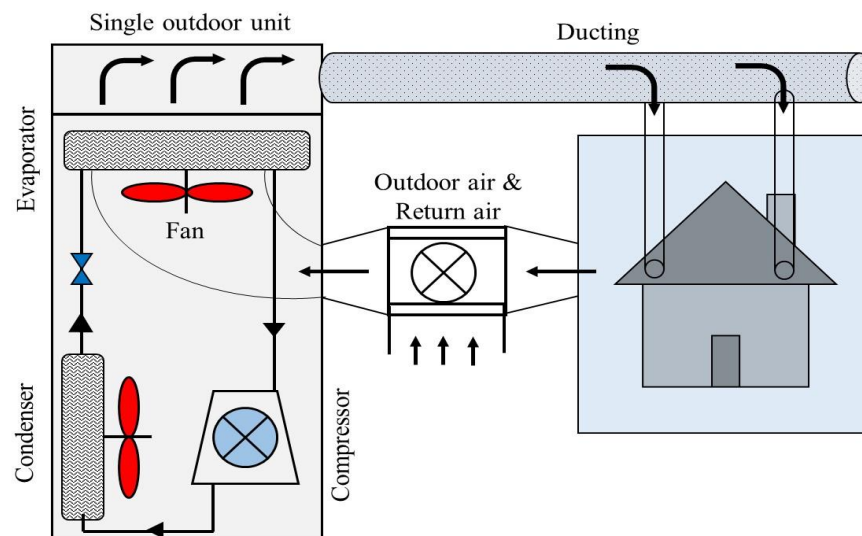 Single outdoor unit
Ducting
Evaporator
Outdoor air &
Return air
Fan
Condenser
Compressor